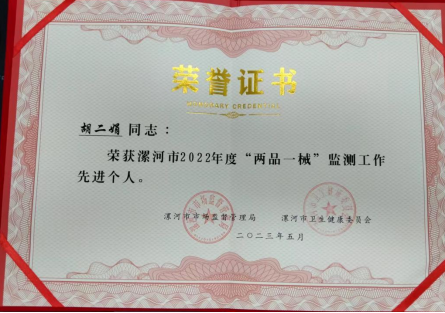 荣誉证书
HONORARY CREDENTIAL
胡二娟 同志：
荣获漯河市2022年度“两品一械”监测工作
先进个人。
漯河市市场监督管理局 漯河市卫生健康委员会
二〇二三年五月